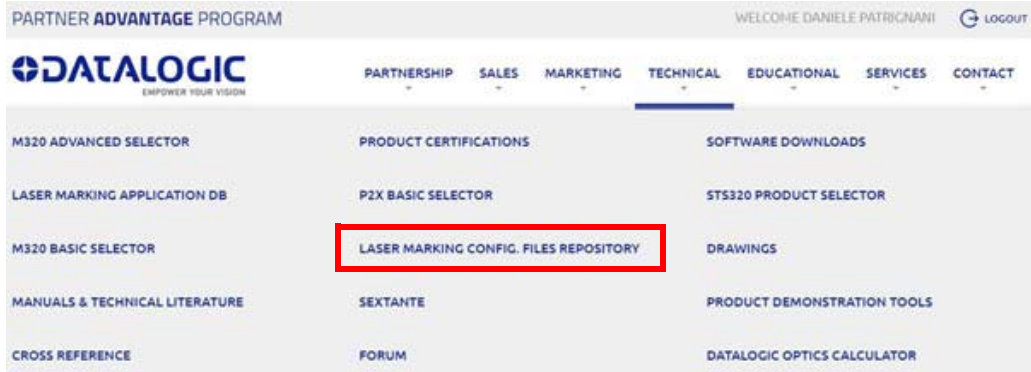 PARTNER ADVANTAGE PROGRAM WELCOME DANIELE PATRIGNANI LOGOUT
DATALOGIC
EMPOWER YOUR VISION
PARTNERSHIP SALES MARKETING TECHNICAL EDUCATIONAL SERVICES CONTACT
M320 ADVANCED SELECTOR PRODUCT CERTIFICATIONS SOFTWARE DOWNLOADS
LASER MARKING APPLICATION DB P2X BASIC SELECTOR STS320 PRODUCT SELECTOR
M320 BASIC SELECTOR LASER MARKING CONFIG. FILES REPOSITORY DRAWINGS
MANUALS & TECHNICAL LITERATURE SEXTANTE PRODUCT DEMONSTRATION TOOLS
CROSS REFERENCE FORUM DATALOGIC OPTICS CALCULATOR